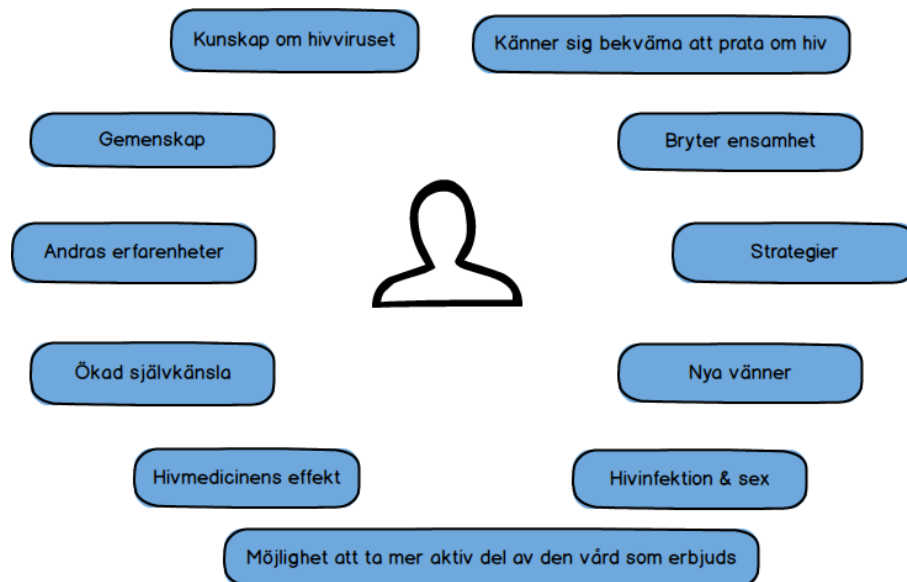 Kunskap om hivviruset
Känner sig bekväma att prata om hiv
Gemenskap
Bryter ensamhet
Andras erfarenheter
Strategier
Ökad självkänsla
Nya vänner
Hivmedicinens effekt
Hivinfektion & sex
Möjlighet att ta mer aktiv del av den vård som erbjuds